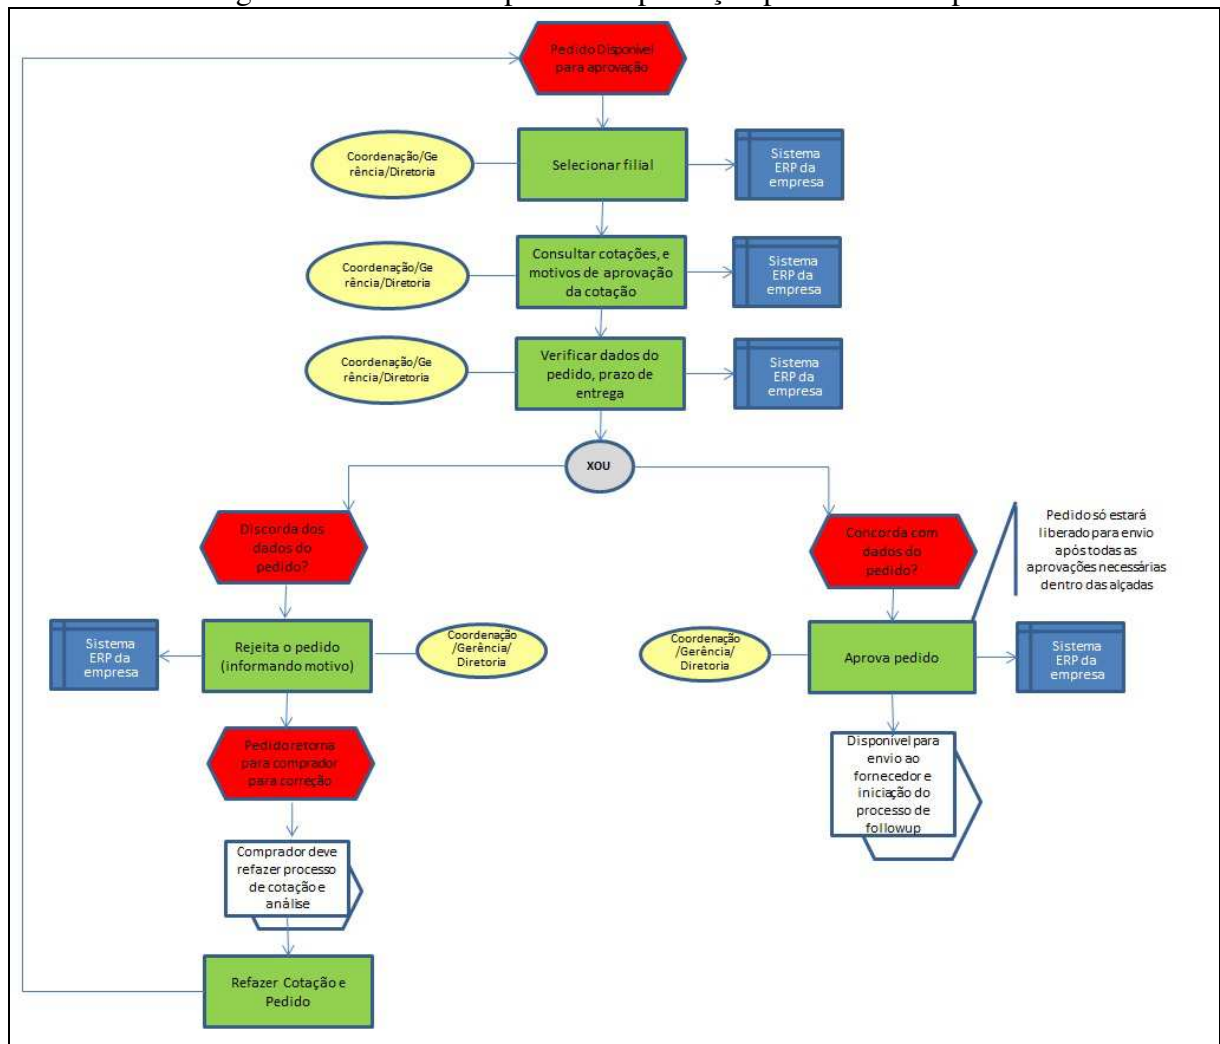 Pedido Disponível
para aprovação
Coordenação/Ge
rência/Diretoria
Selecionar filial
Sistema
ERP da
empresa
Coordenação/Ge
rência/Diretoria
Consultar cotações, e
motivos de aprovação
da cotação
Sistema
ERP da
empresa
Coordenação/Ge
rência/Diretoria
Verificar dados do
pedido, prazo de
entrega
Sistema
ERP da
empresa
XOU
Discorda dos
dados do
pedido?
Concorda com
dados do
pedido?
Pedido só estará
liberado para envio
após todas as
aprovações necessárias
dentro das alçadas
Sistema
ERP da
empresa
Rejeita o pedido
(informando motivo)
Coordenação
/Gerência/
Diretoria
Coordenação
/Gerência/
Diretoria
Aprova pedido
Sistema
ERP da
empresa
Pedido retorna
para comprador
para correção
Disponível para
envio ao
fornecedor e
iniciação do
processo de
followup
Comprador deve
refazer processo
de cotação e
análise
Refazer Cotação e
Pedido